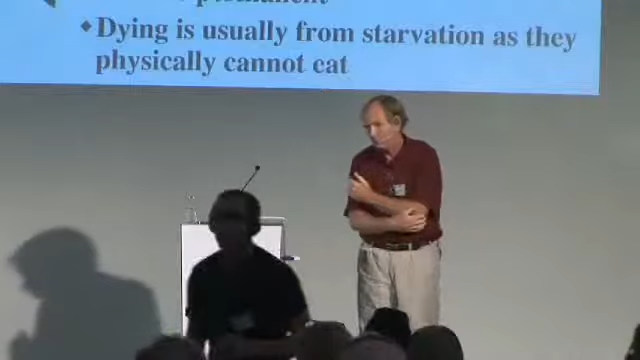 ◆Dying is usually from starvation as they
physically cannot eat